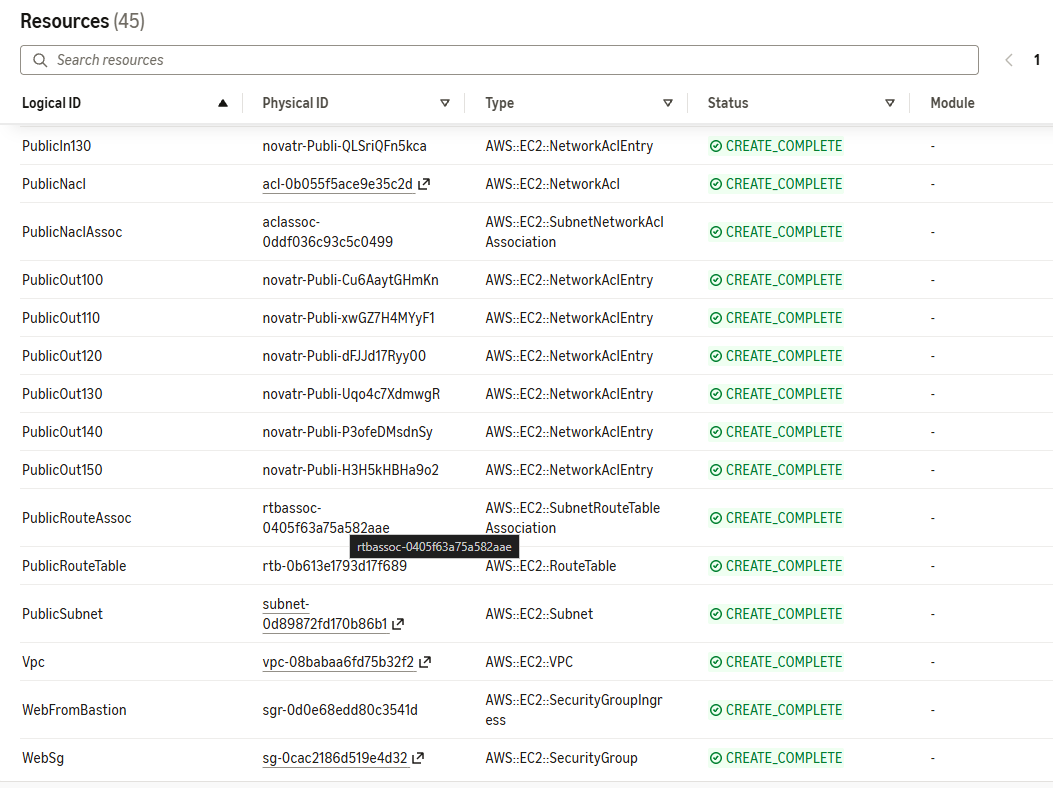 Resources (45)
Search resources
1
Logical ID Physical ID Type Status Module
PublicIn130 novatr-Publi-QLSriQFn5kca AWS::EC2::NetworkAclEntry CREATE_COMPLETE -
PublicNacl acl-0b055f5ace9e35c2d AWS::EC2::NetworkAcl CREATE_COMPLETE -
PublicNaclAssoc aclassoc-
0ddf036c93c5c0499 AWS::EC2::SubnetNetworkAcl
Association CREATE_COMPLETE -
PublicOut100 novatr-Publi-Cu6AaytGHmKn AWS::EC2::NetworkAclEntry CREATE_COMPLETE -
PublicOut110 novatr-Publi-xwGZ7H4MYyF1 AWS::EC2::NetworkAclEntry CREATE_COMPLETE -
PublicOut120 novatr-Publi-dFJJd17Ryy00 AWS::EC2::NetworkAclEntry CREATE_COMPLETE -
PublicOut130 novatr-Publi-Uqo4c7XdmwgR AWS::EC2::NetworkAclEntry CREATE_COMPLETE -
PublicOut140 novatr-Publi-P3ofeDMsdnSy AWS::EC2::NetworkAclEntry CREATE_COMPLETE -
PublicOut150 novatr-Publi-H3H5kHBHa9o2 AWS::EC2::NetworkAclEntry CREATE_COMPLETE -
PublicRouteAssoc rtbassoc-
0405f63a75a582aae AWS::EC2::SubnetRouteTable
Association CREATE_COMPLETE -
rtbassoc-0405f63a75a582aae
PublicRouteTable rtb-0b613e1793d17f689 AWS::EC2::RouteTable CREATE_COMPLETE -
PublicSubnet subnet-
0d89872fd170b86b1 AWS::EC2::Subnet CREATE_COMPLETE -
Vpc vpc-08babaa6fd75b32f2 AWS::EC2::VPC CREATE_COMPLETE -
WebFromBastion sgr-0d0e68edd80c3541d AWS::EC2::SecurityGroupIngr
ess CREATE_COMPLETE -
WebSg sg-0cac2186d519e4d32 AWS::EC2::SecurityGroup CREATE_COMPLETE -